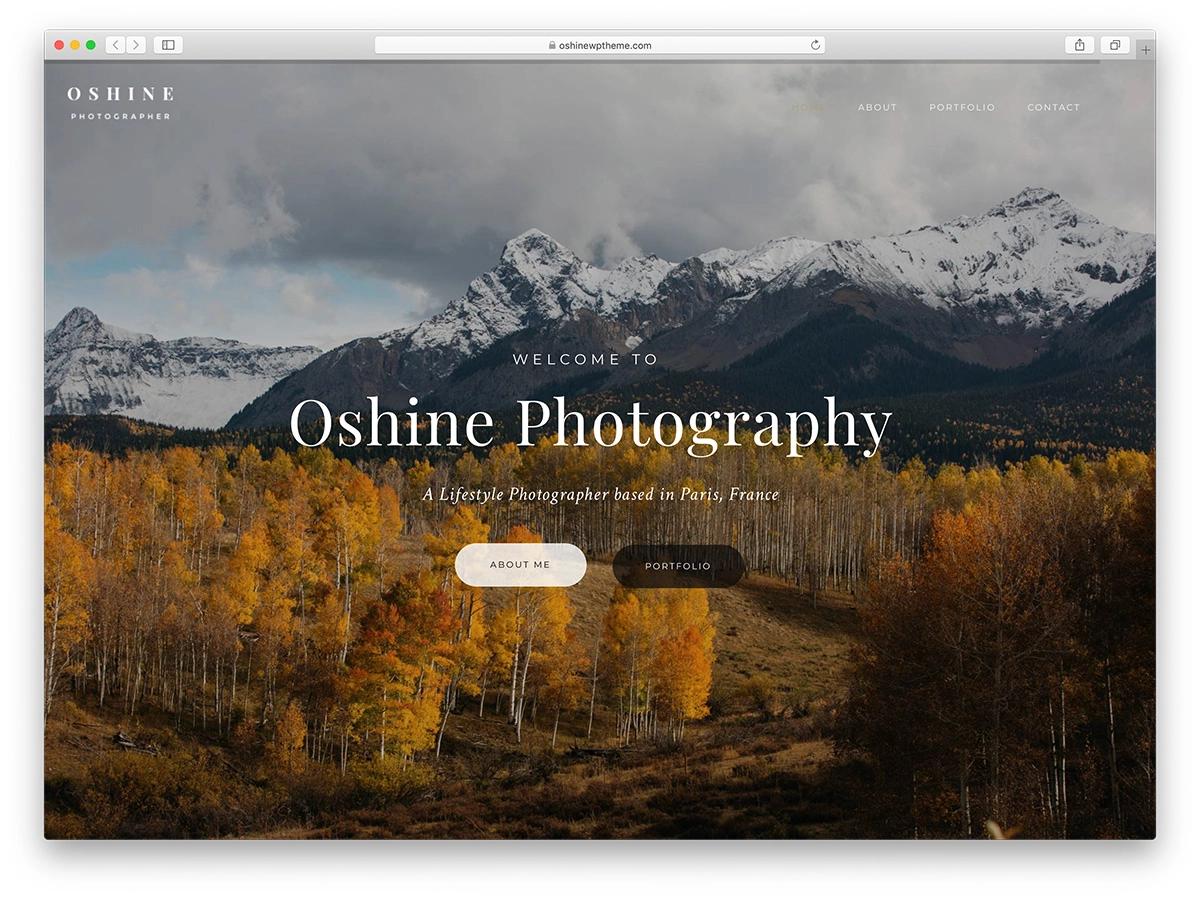 oshinewptheme.com
OSHINE
PHOTOGRAPHER
HOME ABOUT PORTFOLIO CONTACT
WELCOME TO
Oshine Photography
A Lifestyle Photographer based in Paris, France
ABOUT ME PORTFOLIO